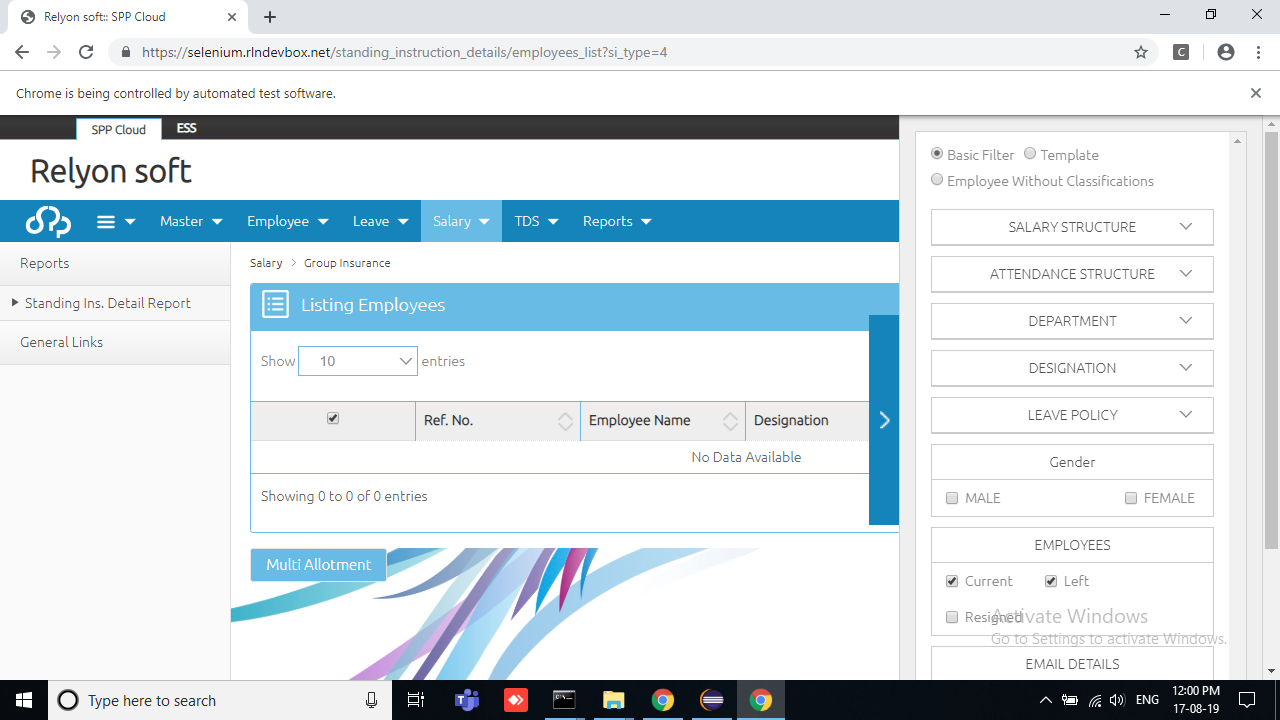 Relyon soft:: SPP Cloud
https://selenium.rlndevbox.net/standing_instruction_details/employees_list?si_type=4
C
Chrome is being controlled by automated test software.
SPP Cloud ESS
Relyon soft
Master Employee Leave Salary TDS Reports
Reports
Standing Ins. Detail Report
General Links
Salary > Group Insurance
Listing Employees
Show 10 entries
Ref. No. Employee Name Designation
No Data Available
Showing 0 to 0 of 0 entries
Multi Allotment
Basic Filter Template
Employee Without Classifications
SALARY STRUCTURE
ATTENDANCE STRUCTURE
DEPARTMENT
DESIGNATION
LEAVE POLICY
Gender
MALE FEMALE
EMPLOYEES
Current Left
Resigned
EMAIL DETAILS
Activate Windows
Go to Settings to activate Windows.
Type here to search
ENG
12:00 PM
17-08-19